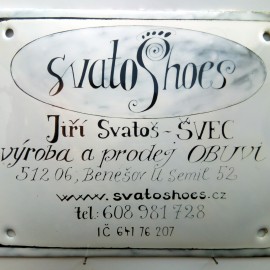 svatoShoes
Jiří Svatoš - ŠVEC
výroba a prodej OBUVI
512 06, Benešov U Semil 52
www.svatoshoes.cz
tel: 608 981 728
IČ 641 76 207